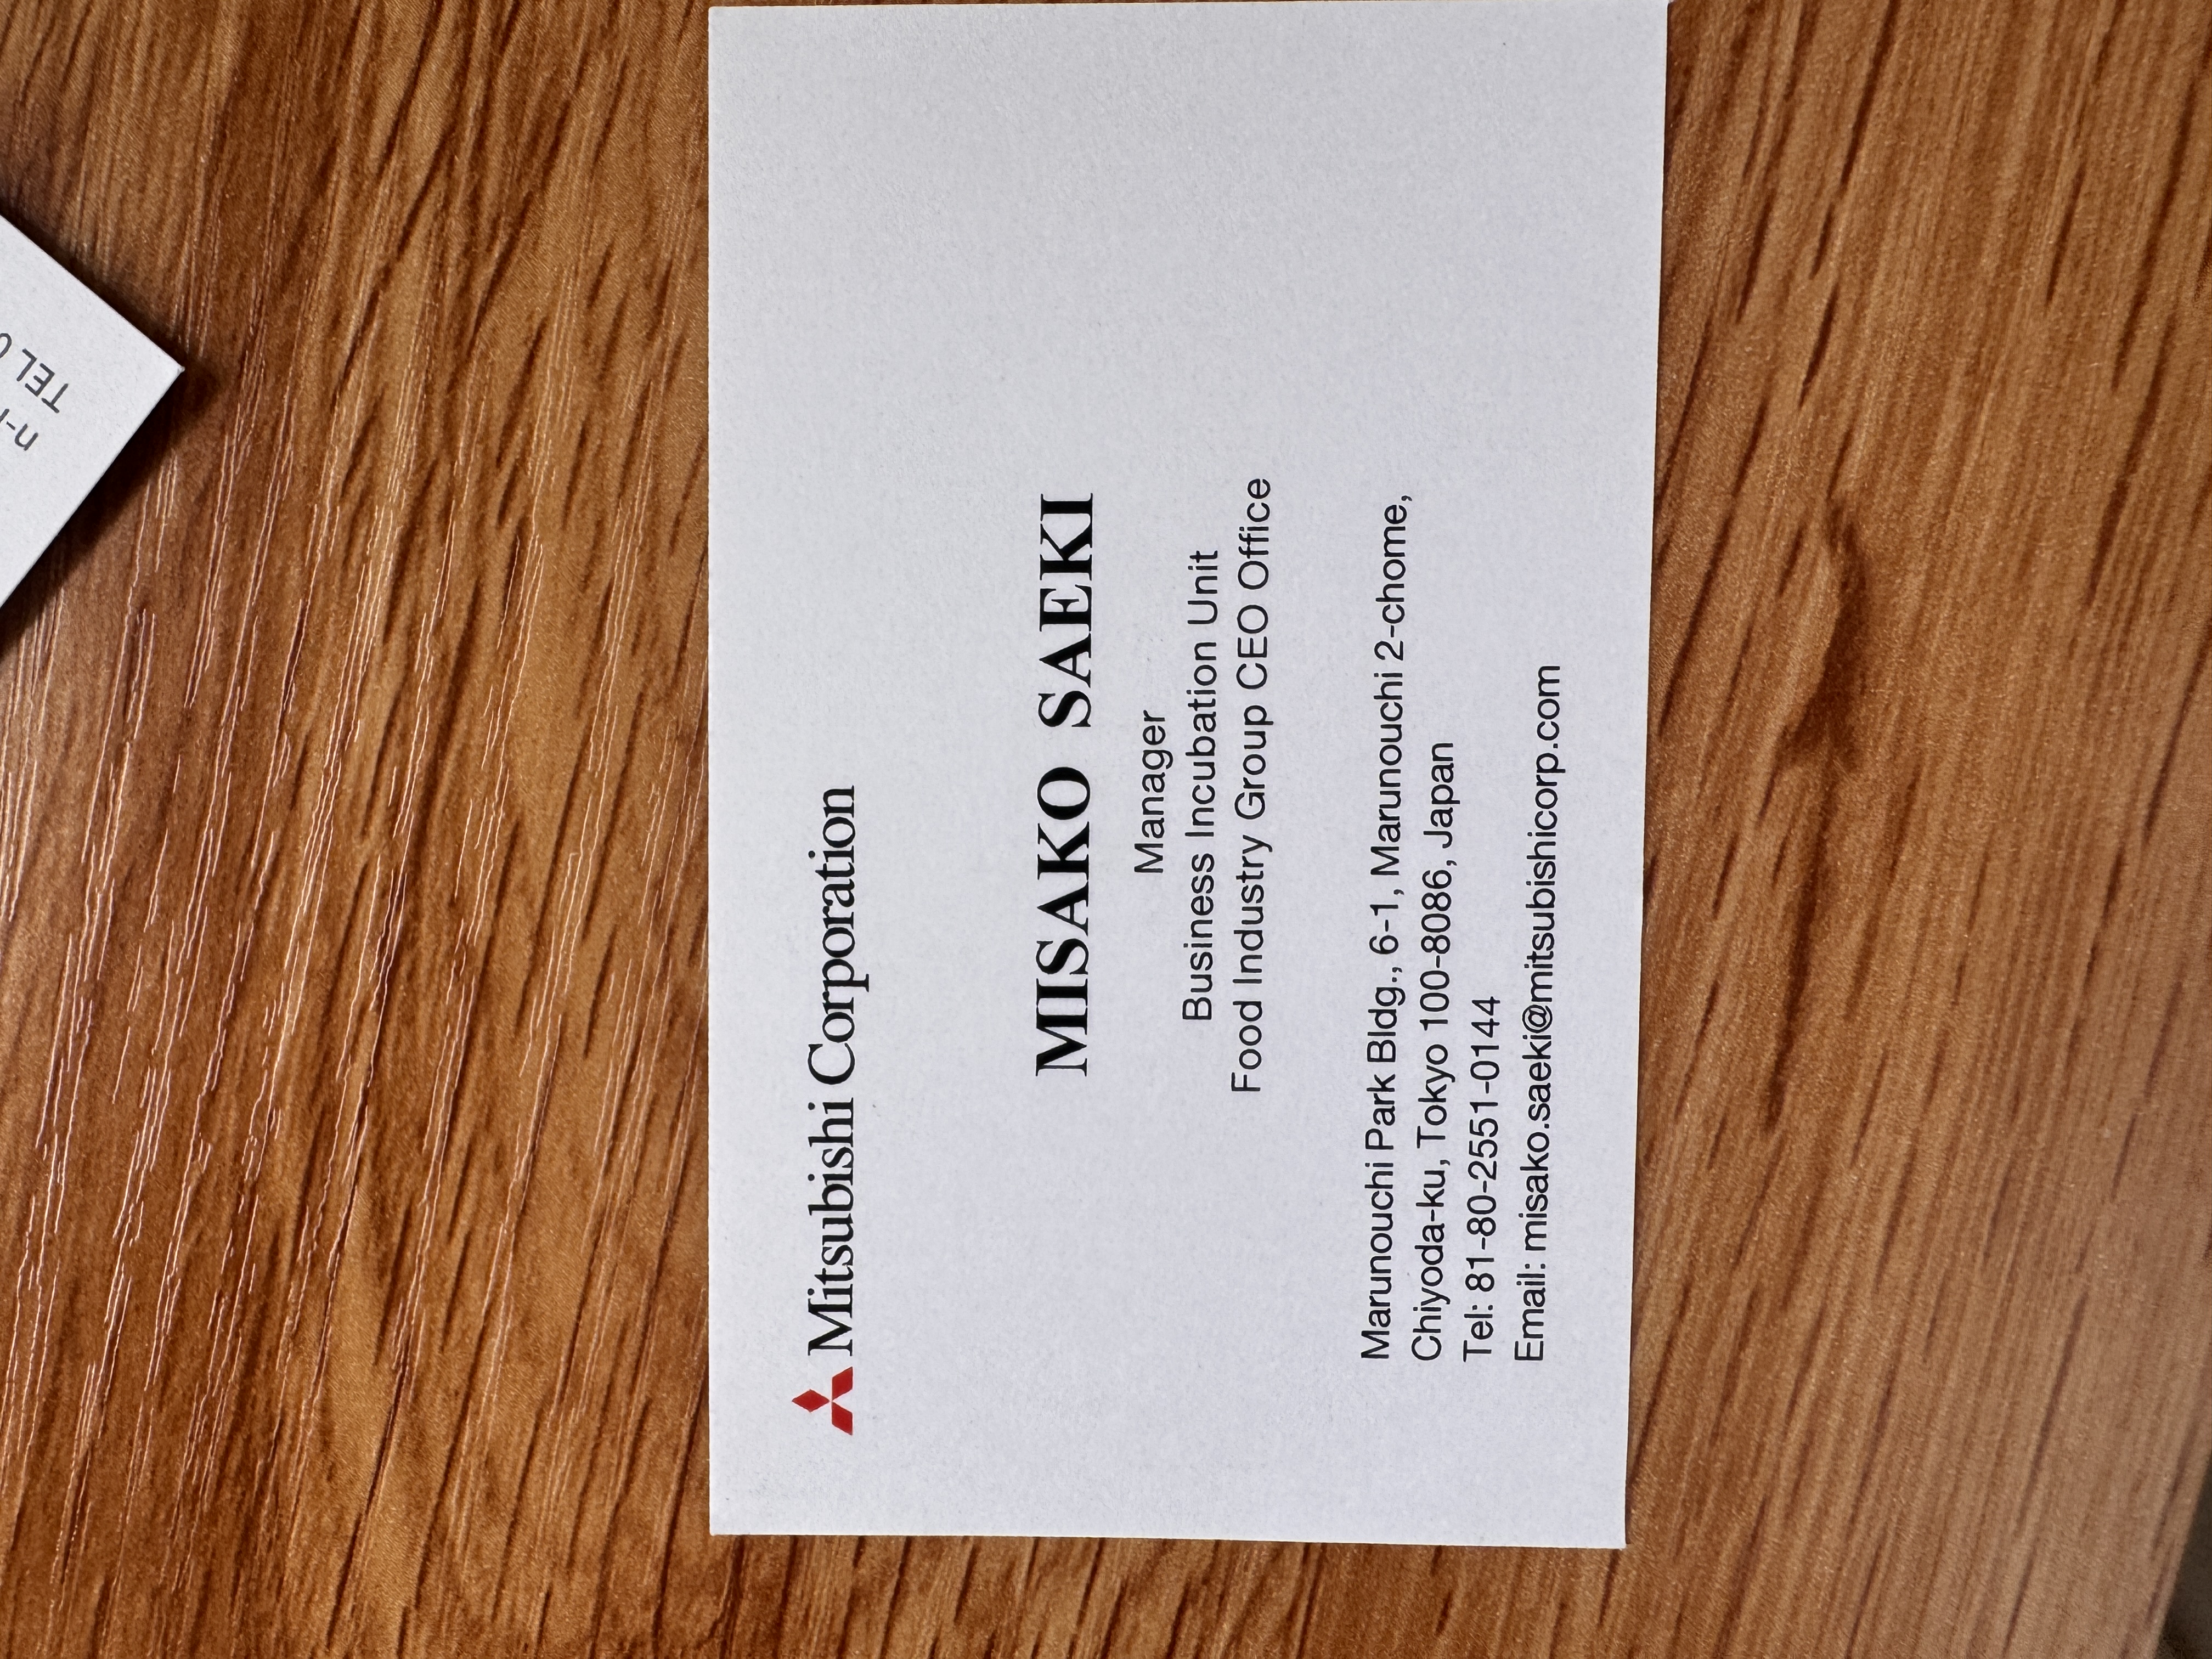 n-
TEL 0
Mitsubishi Corporation
MISAKO SAEKI
Manager
Business Incubation Unit
Food Industry Group CEO Office
Marunouchi Park Bldg., 6-1, Marunouchi 2-chome,
Chiyoda-ku, Tokyo 100-8086, Japan
Tel: 81-80-2551-0144
Email: misako.saeki@mitsubishicorp.com